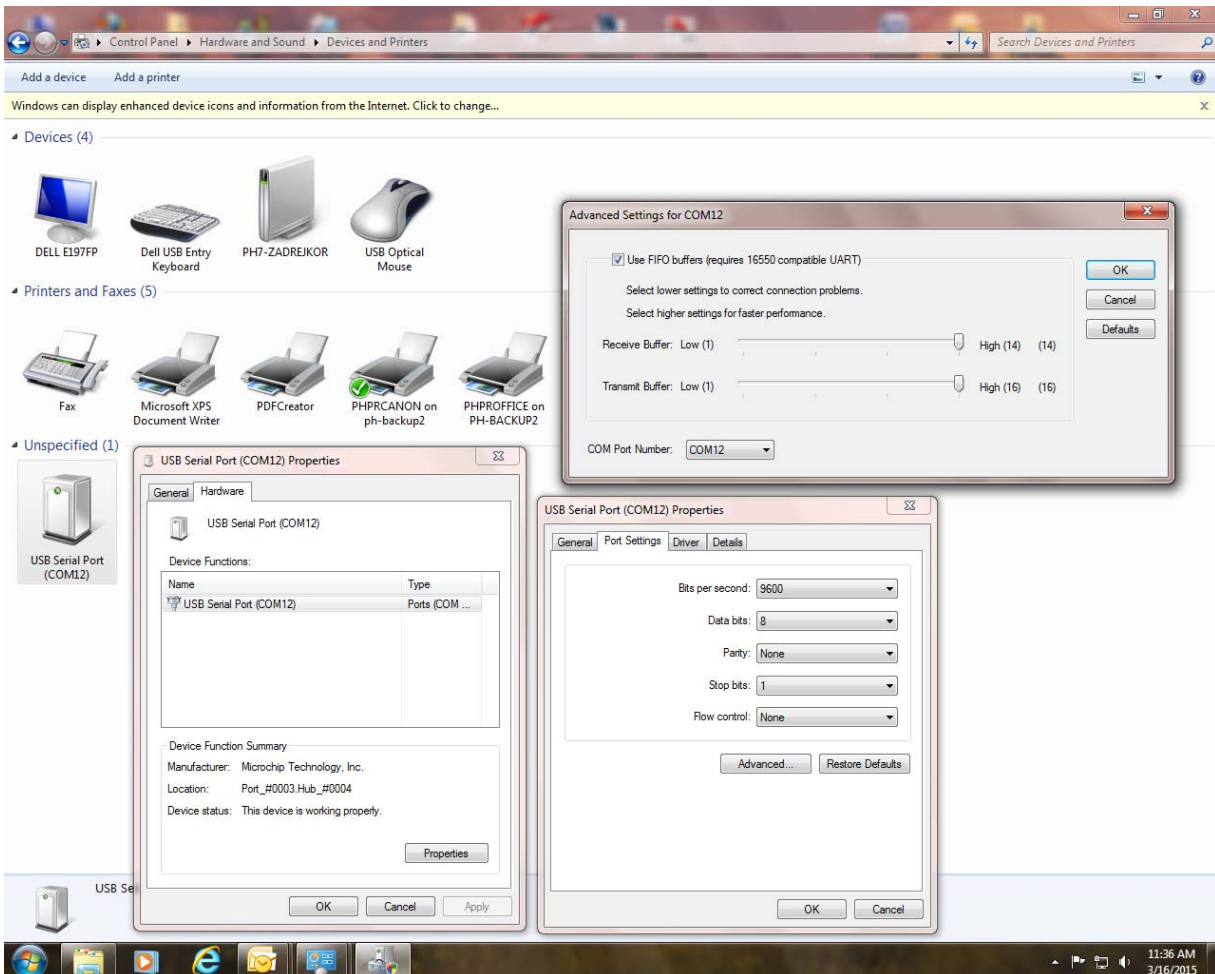 Control Panel ▸ Hardware and Sound ▸ Devices and Printers
Search Devices and Printers
Add a device Add a printer
Windows can display enhanced device icons and information from the Internet. Click to change...
Devices (4)
DELL E197FP
Dell USB Entry
Keyboard
PH7-ZADREJKOR
USB Optical
Mouse
Printers and Faxes (5)
Fax
Microsoft XPS
Document Writer
PDFCreator
PHPRCANON on
ph-backup2
PHPROFFICE on
PH-BACKUP2
Unspecified (1)
USB Serial Port
(COM12)
Advanced Settings for COM12
Use FIFO buffers (requires 16550 compatible UART)
Select lower settings to correct connection problems.
Select higher settings for faster performance.
Receive Buffer: Low (1) High (14) (14)
Transmit Buffer: Low (1) High (16) (16)
COM Port Number: COM12
OK
Cancel
Defaults
USB Serial Port (COM12) Properties
General Hardware
USB Serial Port (COM12)
Device Functions:
Name Type
USB Serial Port (COM12) Ports (COM ...
Device Function Summary
Manufacturer: Microchip Technology, Inc.
Location: Port_#0003.Hub_#0004
Device status: This device is working properly.
Properties
OK Cancel Apply
USB Serial Port (COM12) Properties
General Port Settings Driver Details
Bits per second: 9600
Data bits: 8
Parity: None
Stop bits: 1
Flow control: None
Advanced... Restore Defaults
OK Cancel
USB Se
11:36 AM
3/16/2015